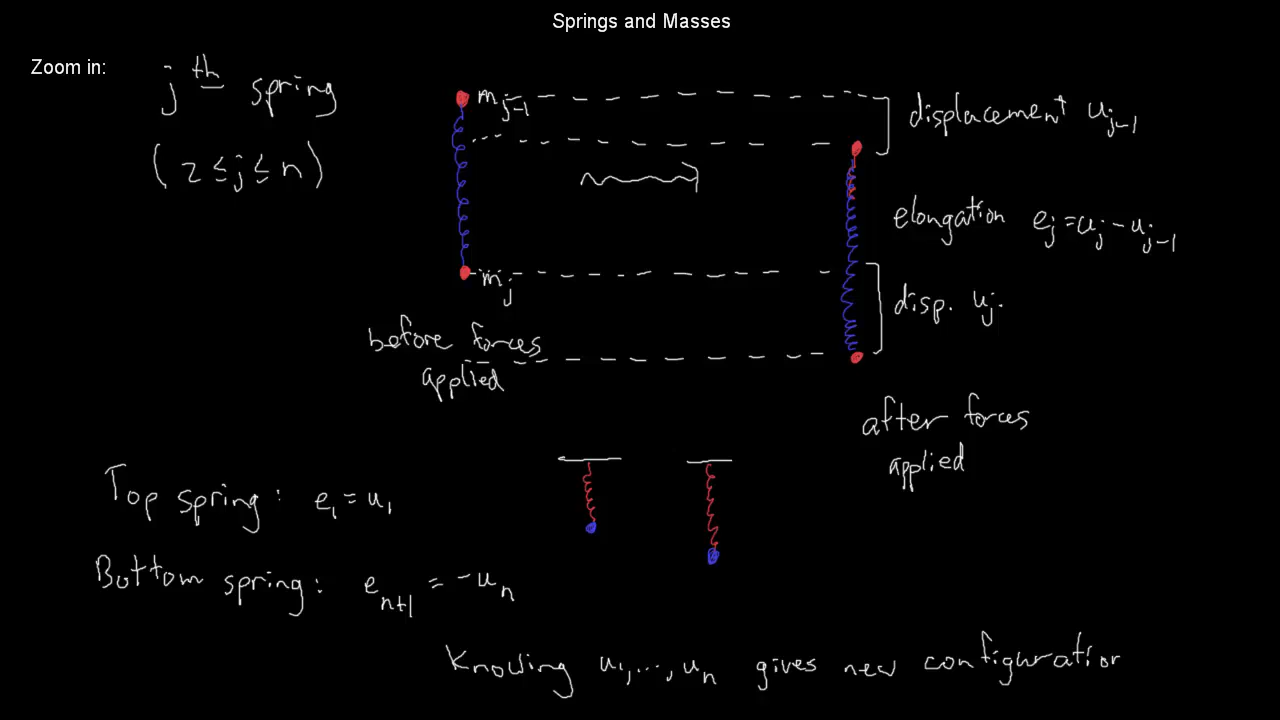 Springs and Masses
Zoom in:
jth spring
(2 ≤ j ≤ n)
m_{j-1}
displacement u_{j-1}
elongation e_j = u_j - u_{j-1}
m_j
disp. u_j.
before forces
applied
after forces
applied
Top spring: e_1 = u_1
Bottom spring: e_{n+1} = -u_n
Knowing u_1, ..., u_n gives new configuration